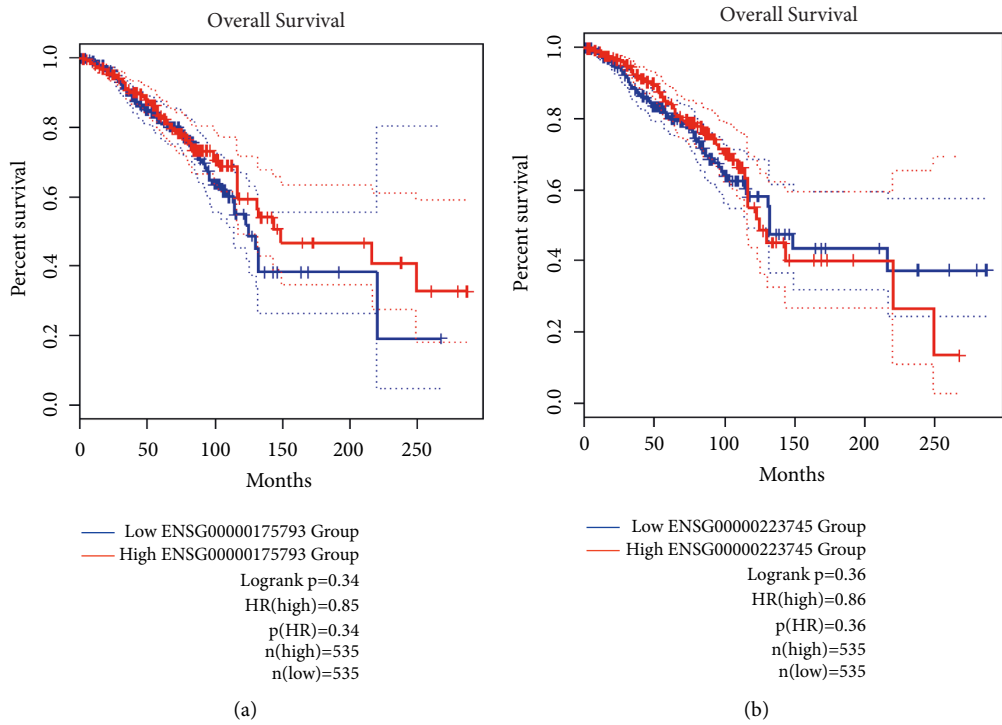 Overall Survival
Percent survival
1.0
0.8
0.6
0.4
0.2
0.0
0 50 100 150 200 250
Months
Low ENSG00000175793 Group
High ENSG00000175793 Group
Logrank p=0.34
HR(high)=0.85
p(HR)=0.34
n(high)=535
n(low)=535
(a)
Overall Survival
Percent survival
1.0
0.8
0.6
0.4
0.2
0.0
0 50 100 150 200 250
Months
Low ENSG00000223745 Group
High ENSG00000223745 Group
Logrank p=0.36
HR(high)=0.86
p(HR)=0.36
n(high)=535
n(low)=535
(b)